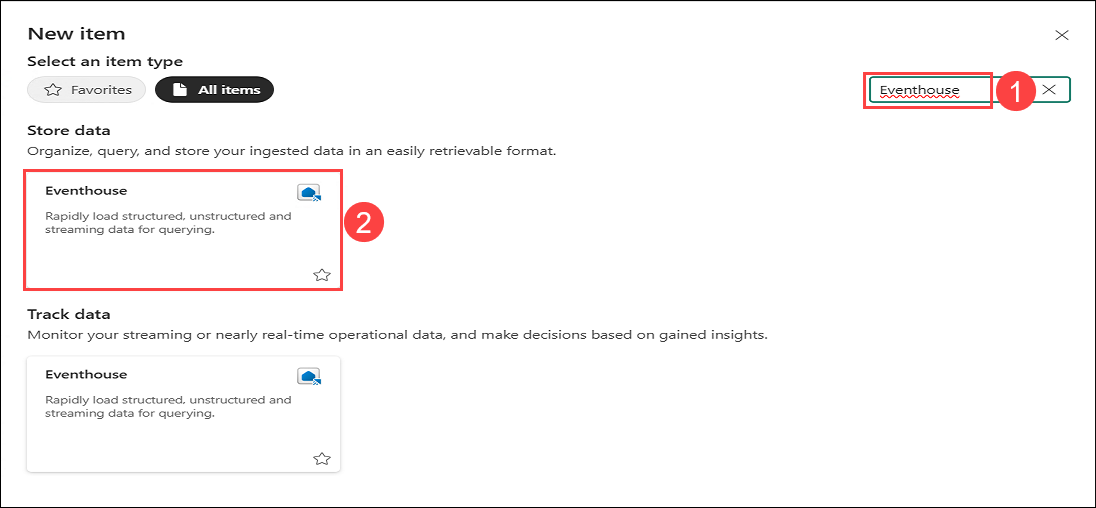 New item
Select an item type
Favorites
All items
Eventhouse
1
Store data
Organize, query, and store your ingested data in an easily retrievable format.
Eventhouse
Rapidly load structured, unstructured and
streaming data for querying.
2
Track data
Monitor your streaming or nearly real-time operational data, and make decisions based on gained insights.
Eventhouse
Rapidly load structured, unstructured and
streaming data for querying.